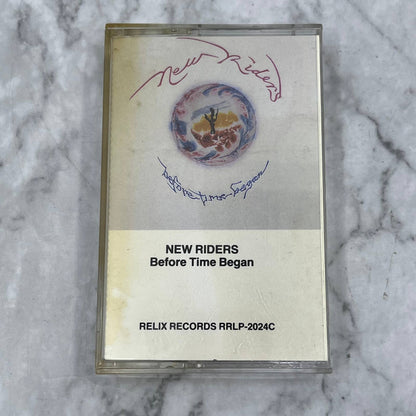 New Riders
before time began
NEW RIDERS
Before Time Began
RELIX RECORDS RRLP-2024C